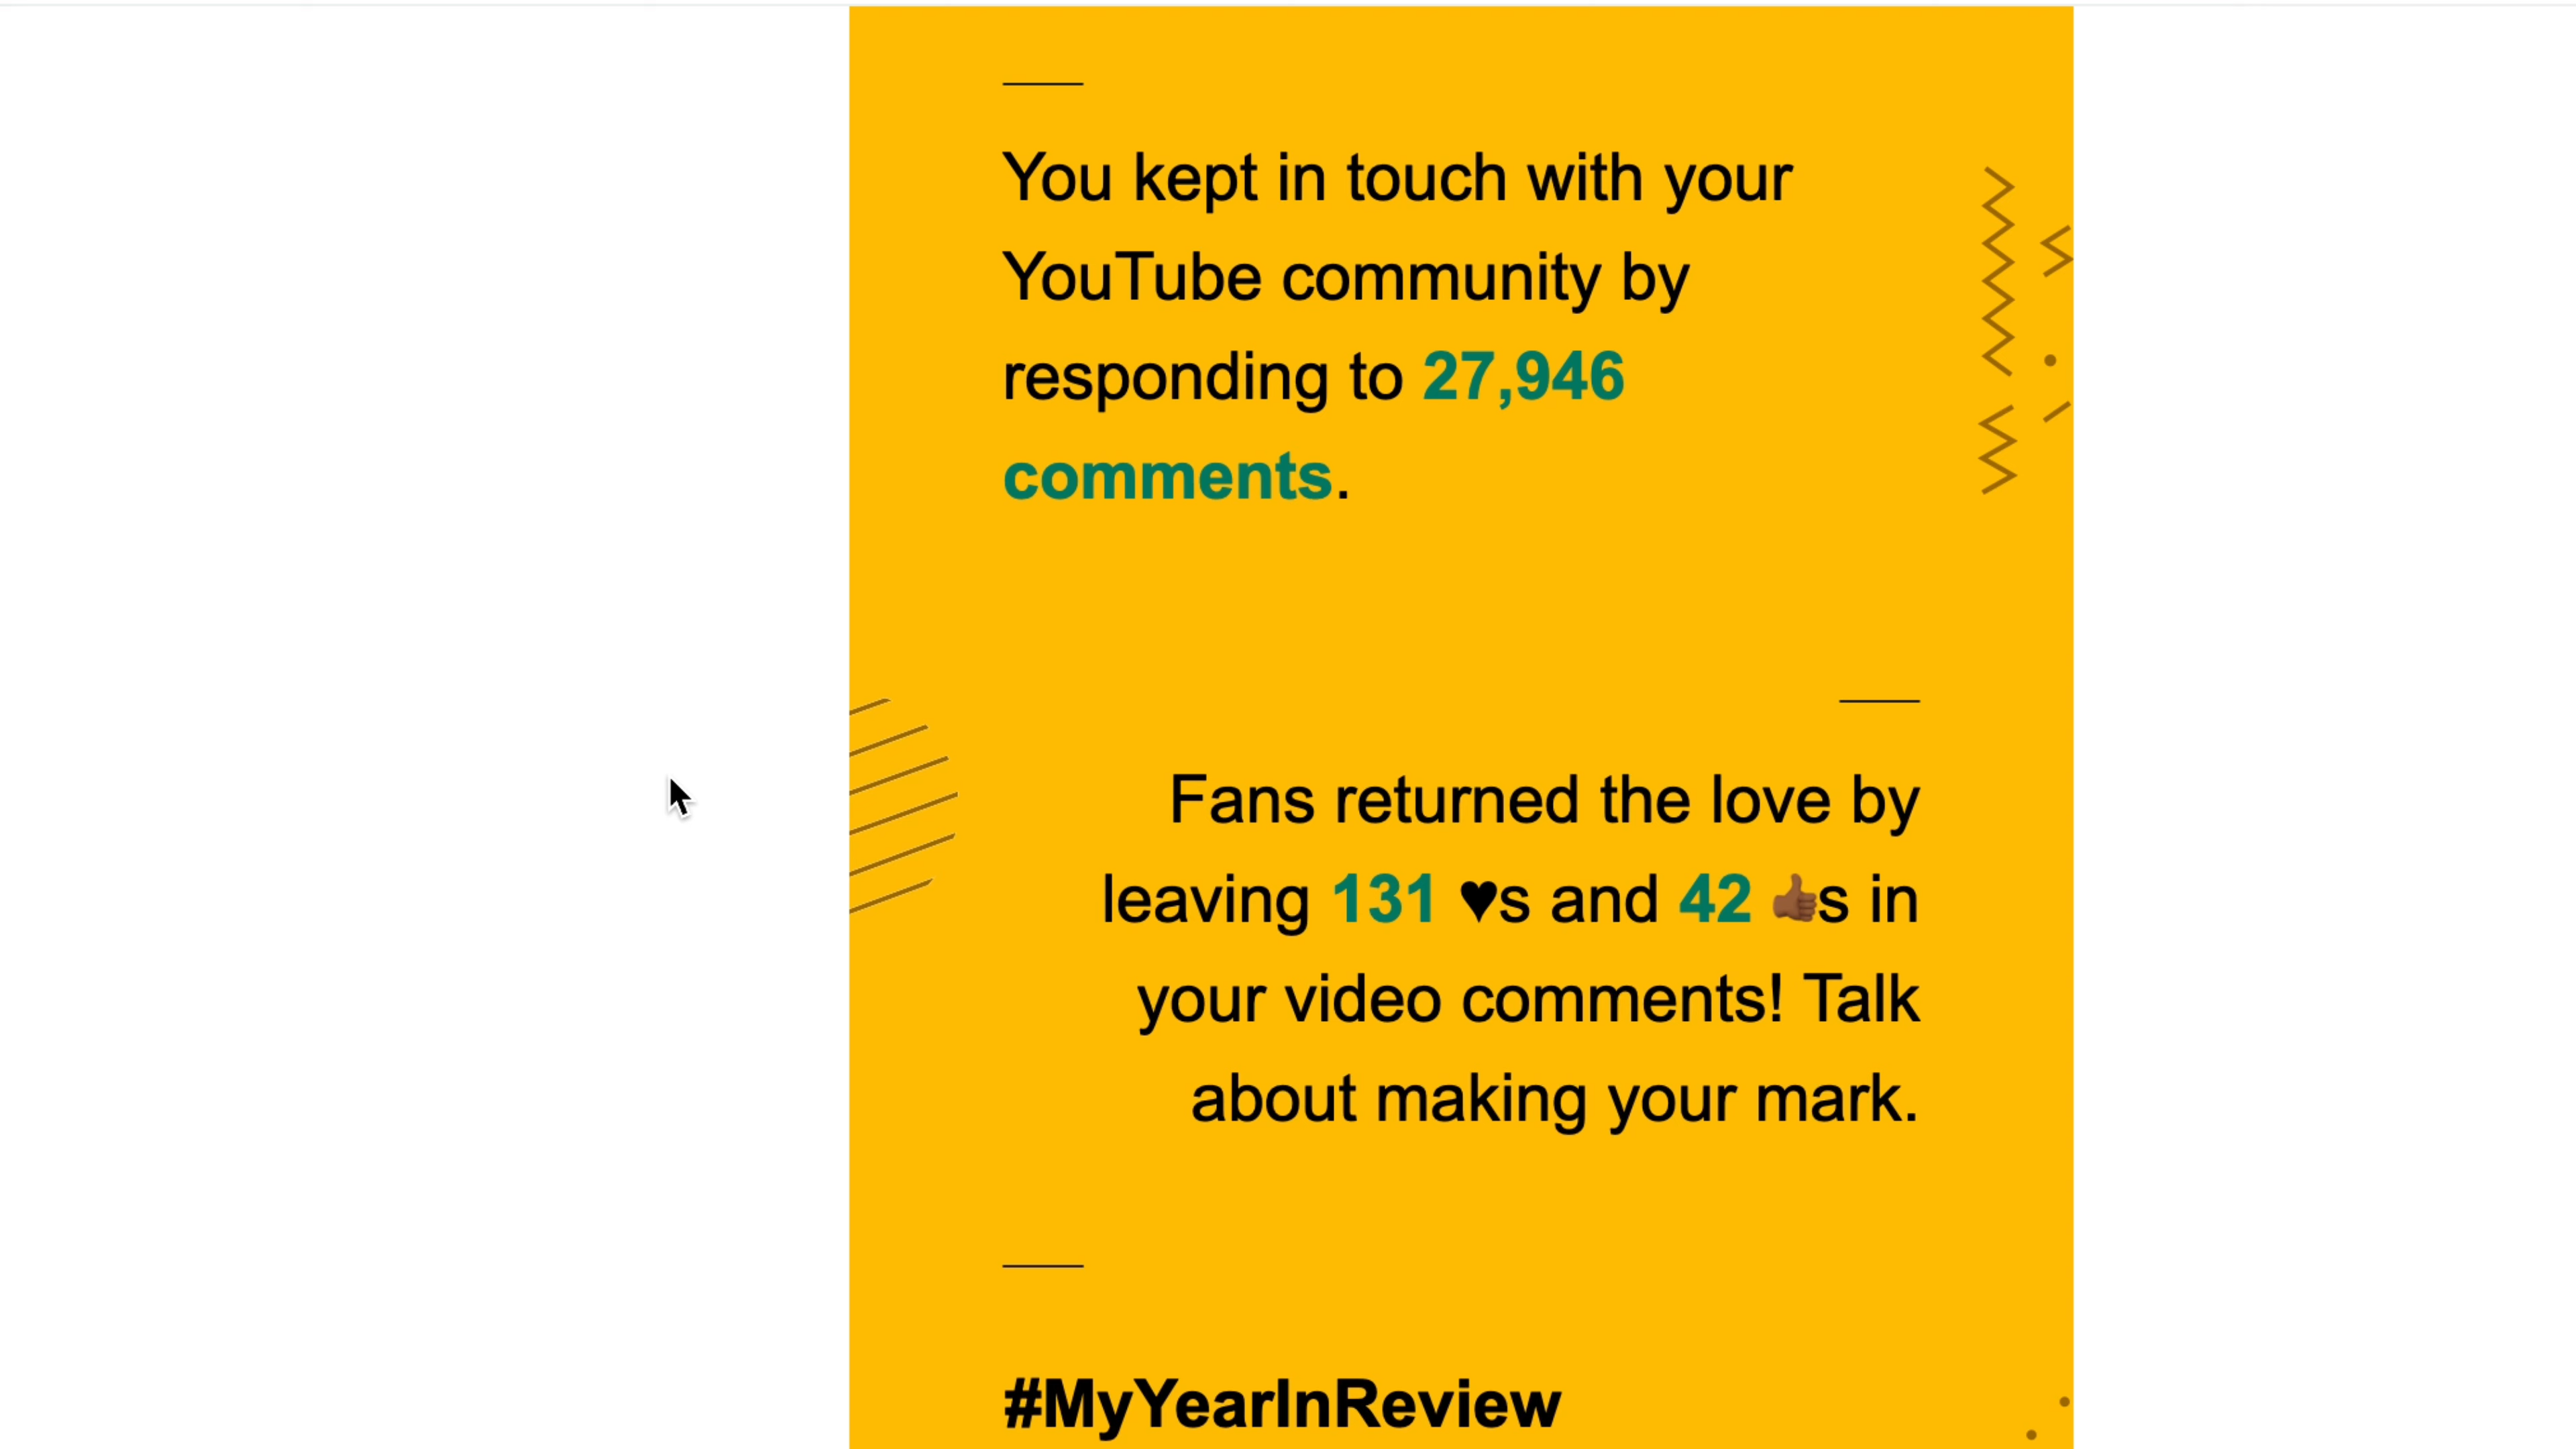 You kept in touch with your
YouTube community by
responding to 27,946
comments.
Fans returned the love by
leaving 131 ♥s and 42 👍🏾s in
your video comments! Talk
about making your mark.
#MyYearInReview